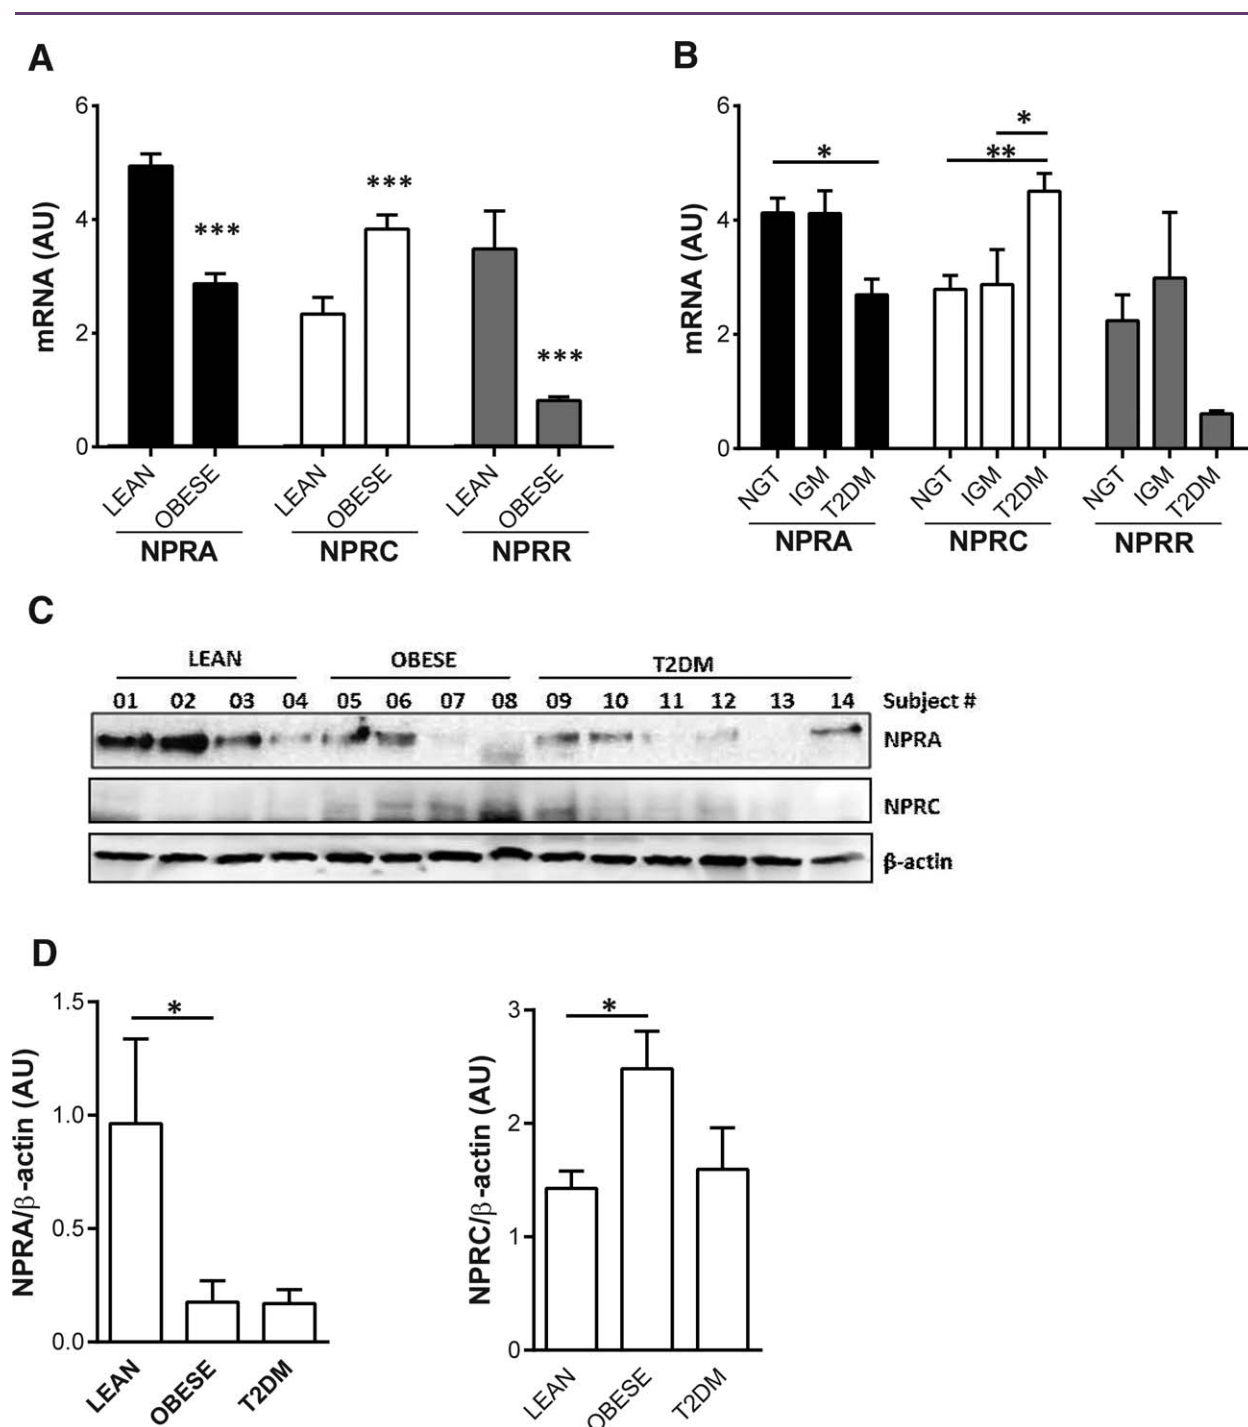 A
mRNA (AU)
6
4
2
0
***
***
***
LEAN
OBESE
LEAN
OBESE
LEAN
OBESE
NPRA
NPRC
NPRR
B
mRNA (AU)
6
4
2
0
*
**
*
NGT
IGM
T2DM
NGT
IGM
T2DM
NGT
IGM
T2DM
NPRA
NPRC
NPRR
C
LEAN OBESE T2DM
01 02 03 04 05 06 07 08 09 10 11 12 13 14 Subject #
NPRA
NPRC
β-actin
D
NPRA/β-actin (AU)
1.5
1.0
0.5
0.0
*
LEAN
OBESE
T2DM
NPRC/β-actin (AU)
3
2
1
0
*
LEAN
OBESE
T2DM